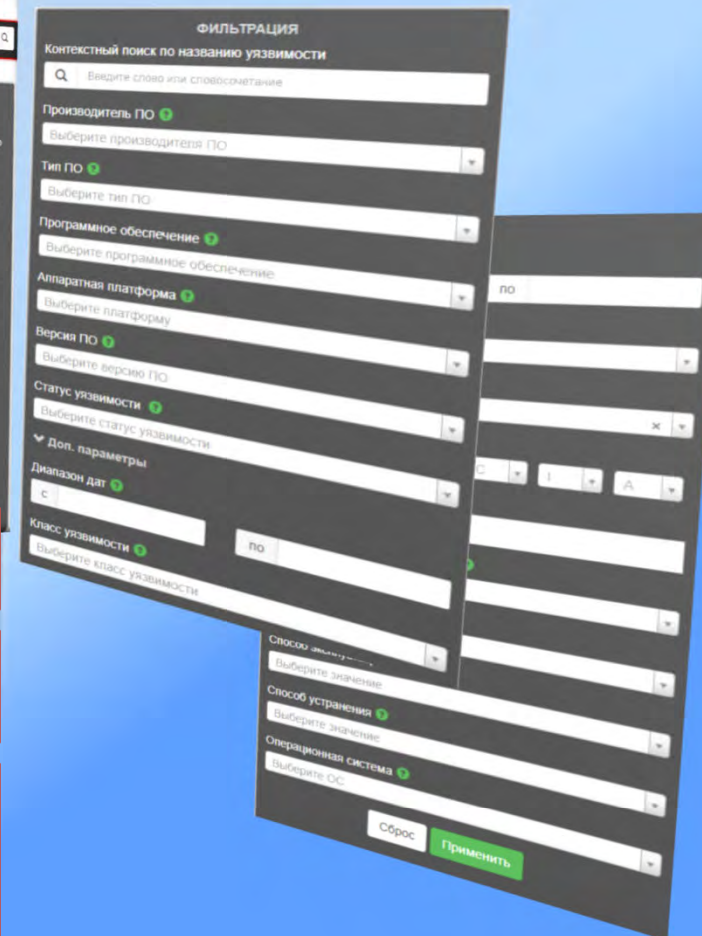 ФИЛЬТРАЦИЯ
Контекстный поиск по названию уязвимости
Введите слово или словосочетание
Производитель ПО
Выберите производителя ПО
Тип ПО
Выберите тип ПО
Программное обеспечение
Выберите программное обеспечение
Аппаратная платформа
Выберите платформу
Версия ПО
Выберите версию ПО
Статус уязвимости
Выберите статус уязвимости
Доп. параметры
Диапазон дат
с
по
Класс уязвимости
Выберите класс уязвимости
по
C I A
Способ
Выберите значение
Способ устранения
Выберите значение
Операционная система
Выберите ОС
Сброс Применить